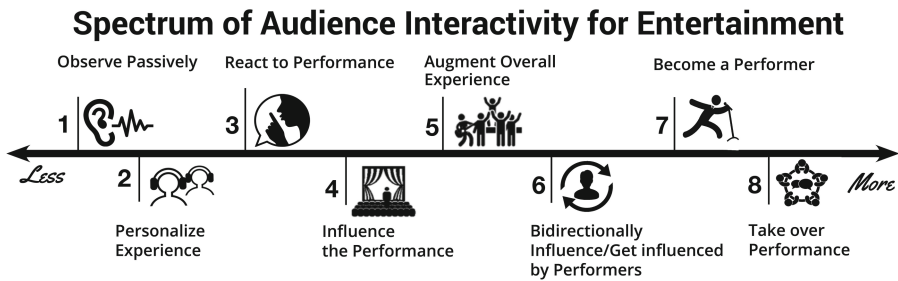 Spectrum of Audience Interactivity for Entertainment
Observe Passively
React to Performance
Augment Overall
Experience
Become a Performer
1
3
5
7
Less
2
4
6
8
More
Personalize
Experience
Influence
the Performance
Bidirectionally
Influence/Get influenced
by Performers
Take over
Performance